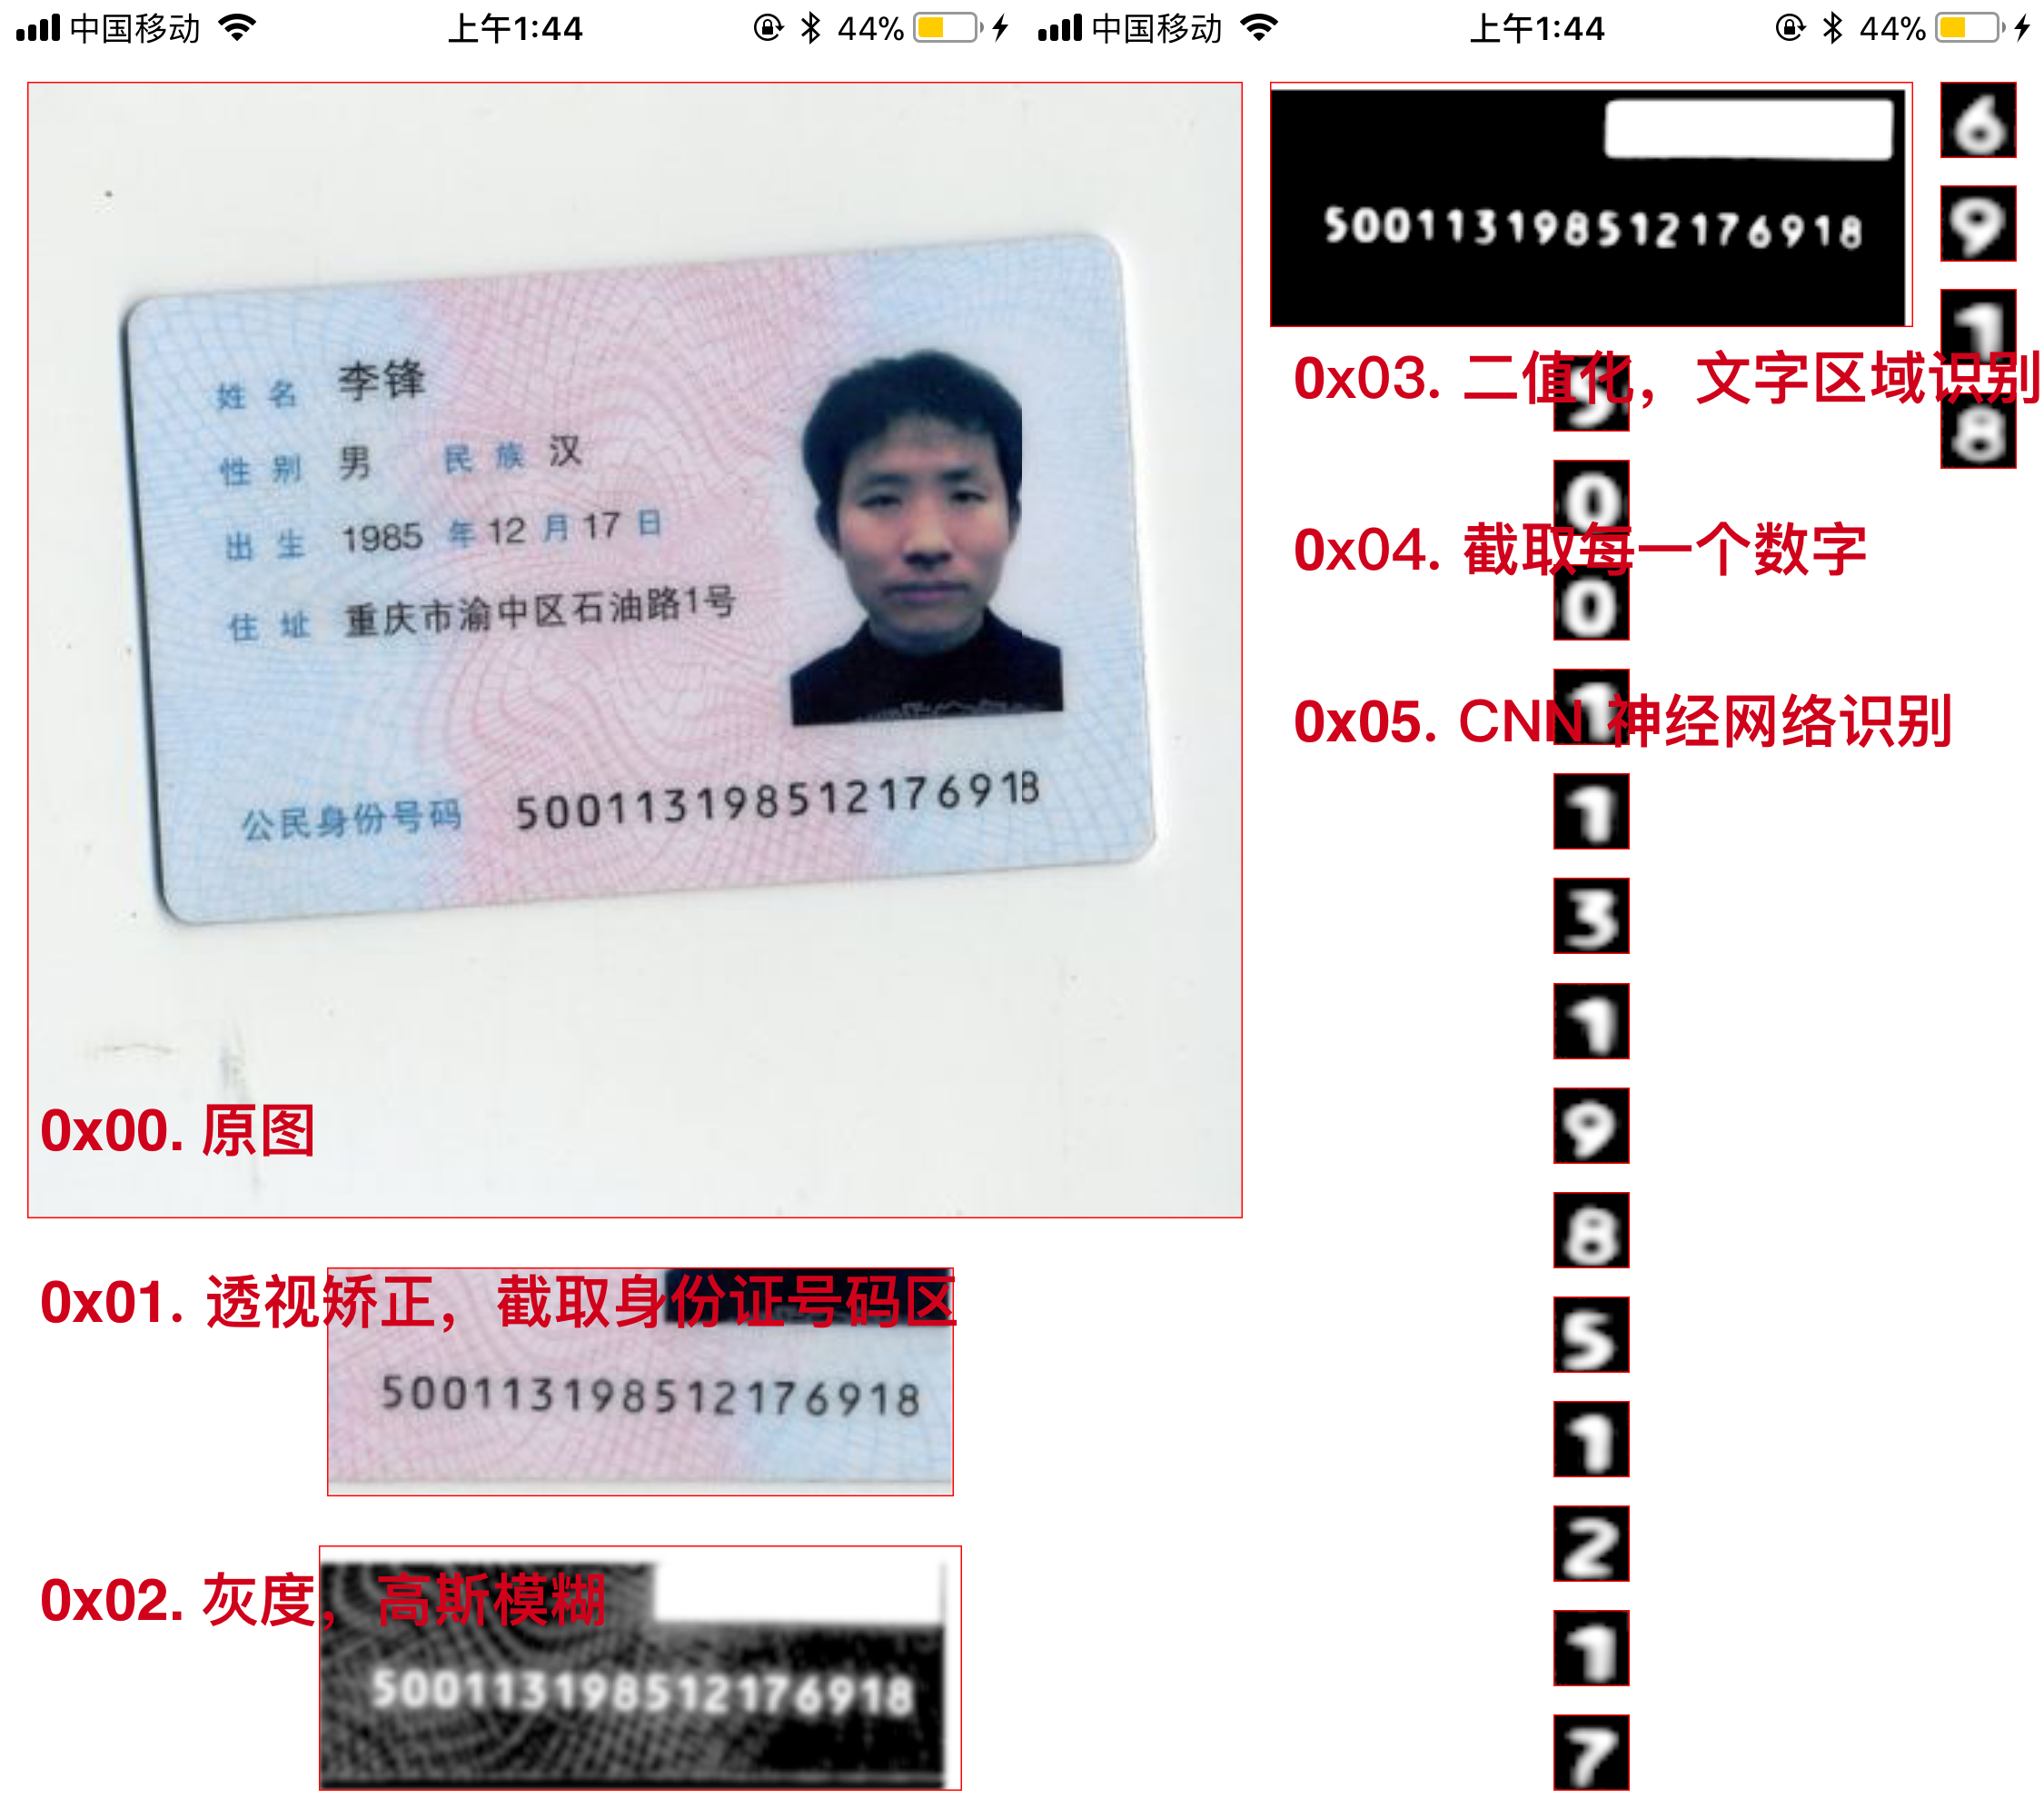 中国移动 上午1:44 44%
姓名 李锋
性别 男 民族 汉
出生 1985 年 12 月 17 日
住址 重庆市渝中区石油路1号
公民身份号码 500113198512176918
0x00. 原图
0x01. 透视矫正，截取身份证号码区
500113198512176918
0x02. 灰度，高斯模糊
500113198512176918
中国移动 上午1:44 44%
500113198512176918
0x03. 二值化，文字区域识别
0x04. 截取每一个数字
0x05. CNN 神经网络识别
5
0
0
1
1
3
1
9
8
5
1
2
1
7
6
9
1
8